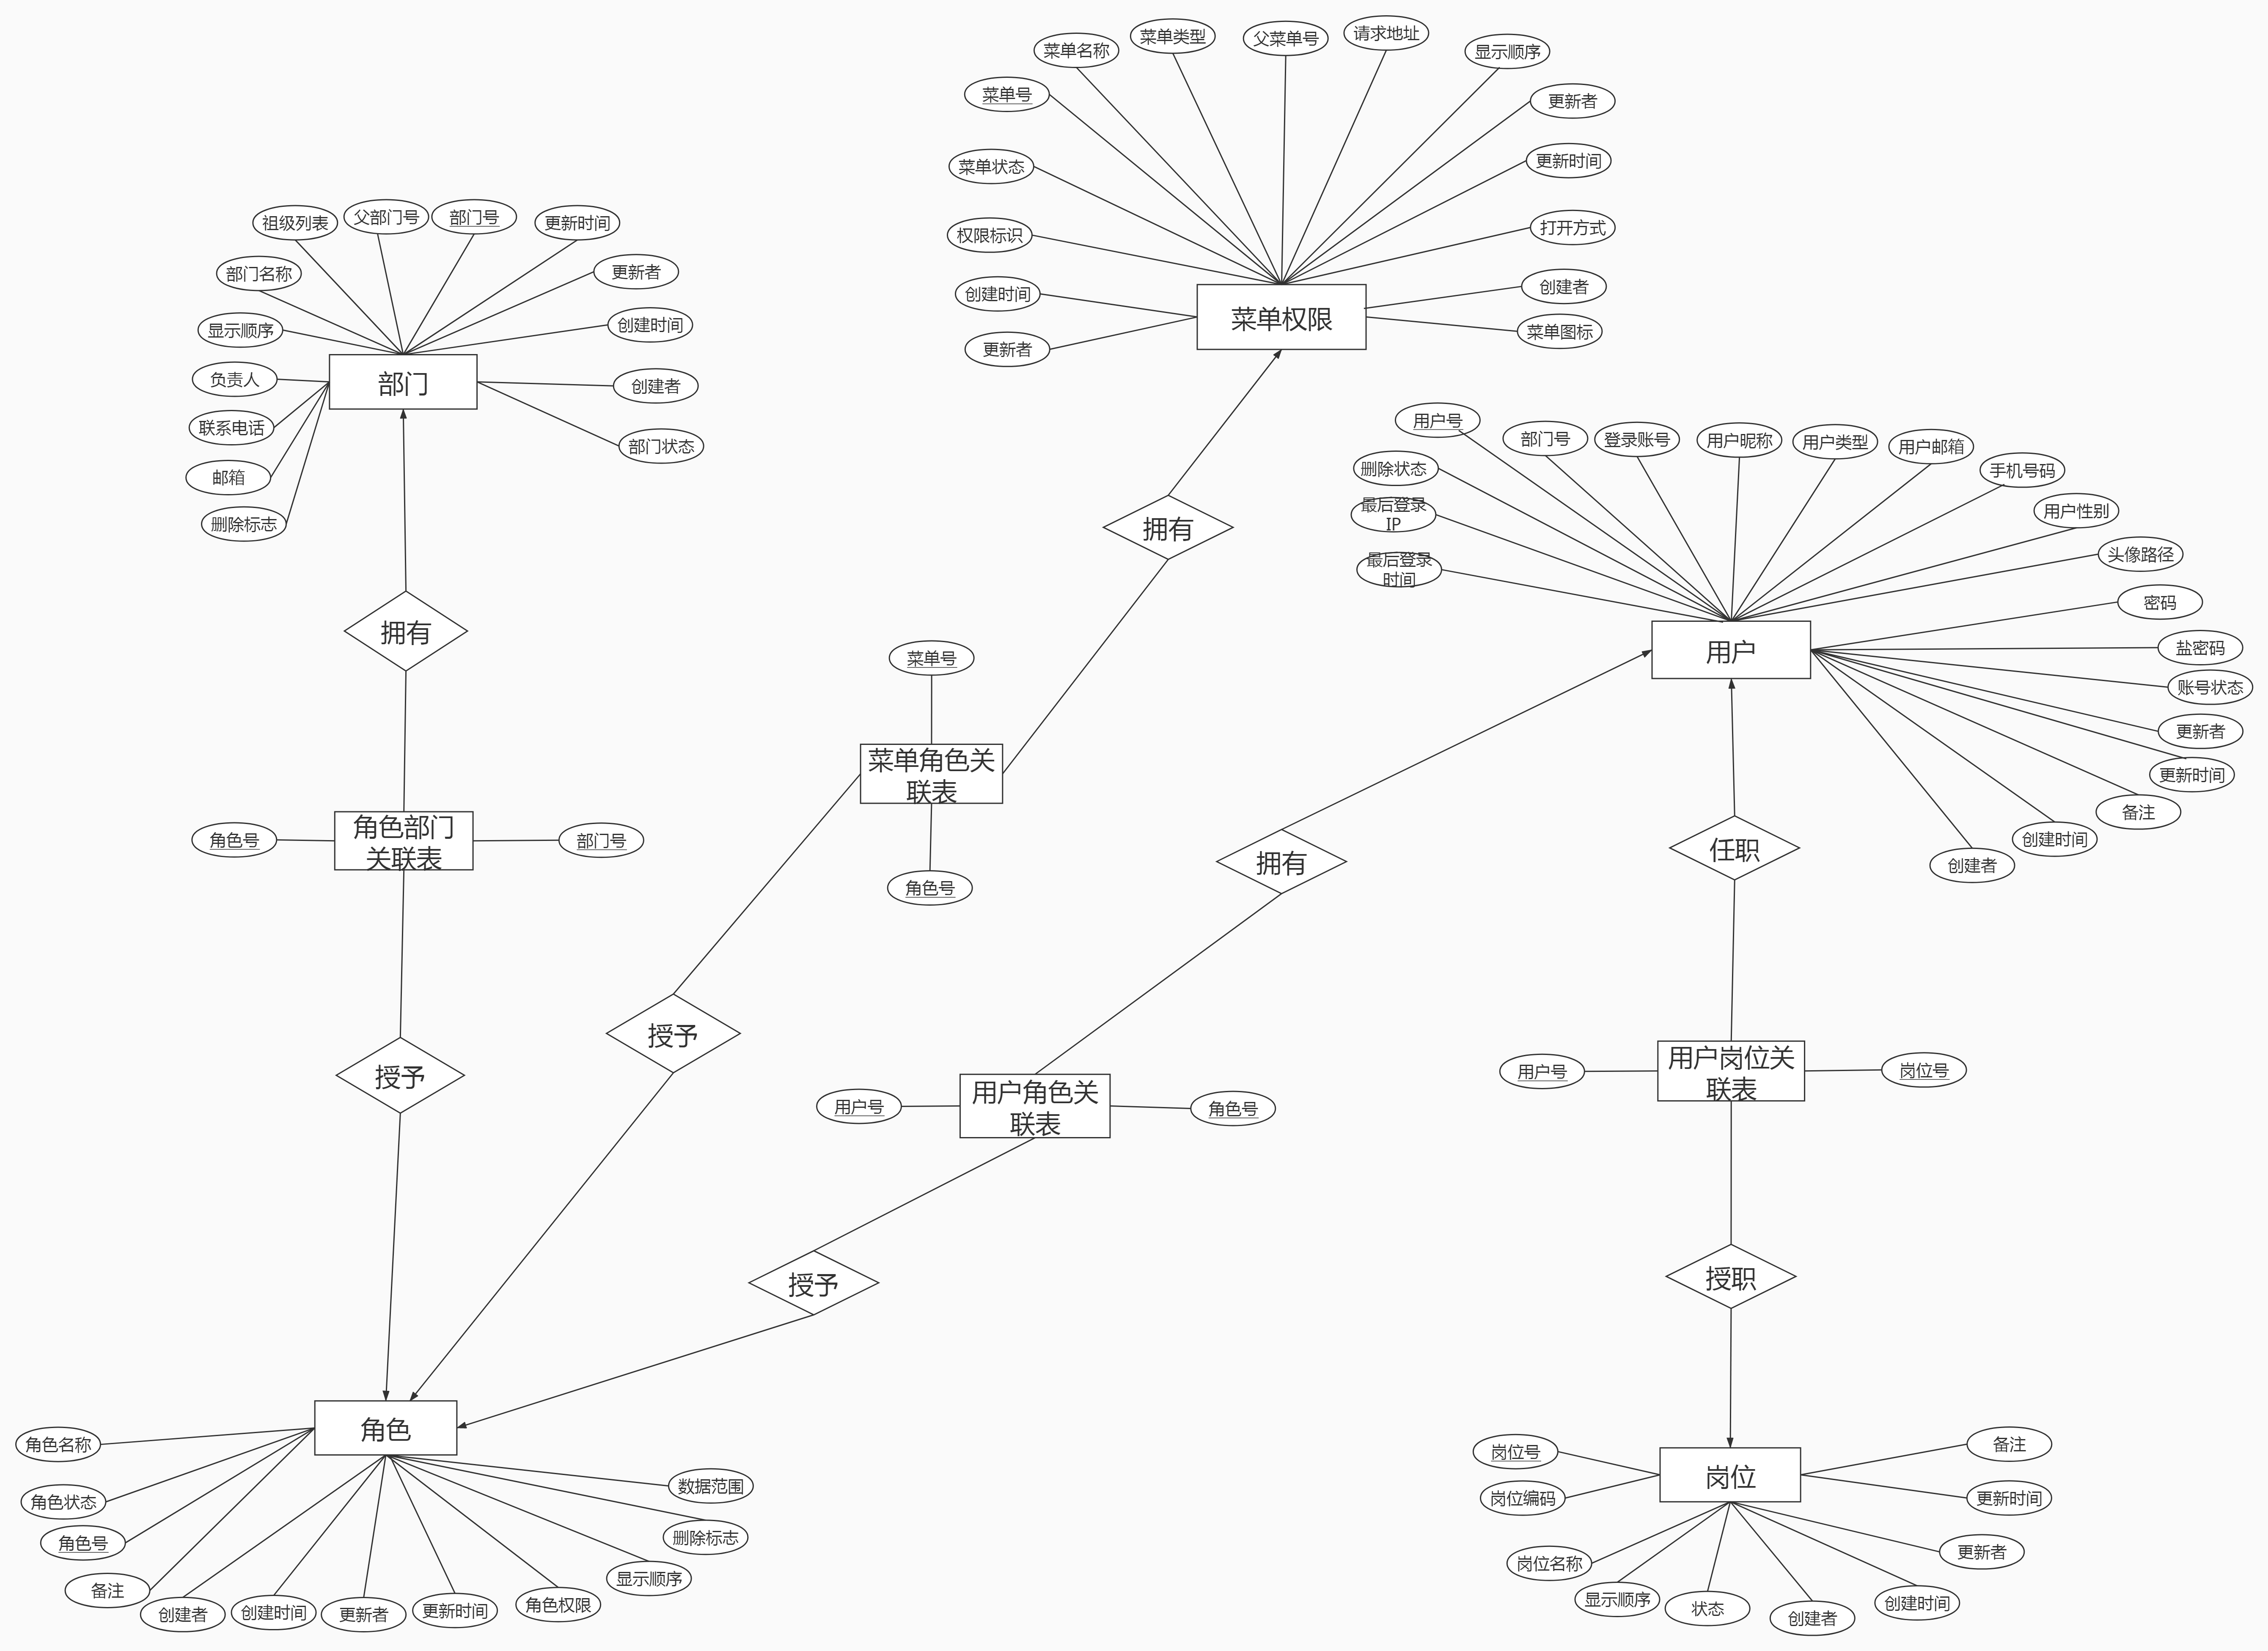 菜单名称
菜单类型
父菜单号
请求地址
显示顺序
菜单号
更新者
菜单状态
更新时间
权限标识
打开方式
创建时间
创建者
更新者
菜单图标
菜单权限
祖级列表
父部门号
部门号
更新时间
部门名称
更新者
显示顺序
创建时间
负责人
创建者
联系电话
部门状态
邮箱
删除标志
部门
拥有
拥有
用户号
部门号
登录账号
用户昵称
用户类型
用户邮箱
手机号码
删除状态
用户性别
最后登录
IP
头像路径
最后登录
时间
密码
盐密码
账号状态
更新者
更新时间
备注
创建时间
创建者
用户
菜单号
菜单角色关
联表
角色号
角色号
角色部门
关联表
部门号
拥有
任职
授予
授予
用户号
用户角色关
联表
角色号
用户号
用户岗位关
联表
岗位号
授予
授职
角色
角色名称
角色状态
角色号
备注
创建者
创建时间
更新者
更新时间
角色权限
显示顺序
删除标志
数据范围
岗位
岗位号
岗位编码
岗位名称
显示顺序
状态
创建者
创建时间
更新者
更新时间
备注